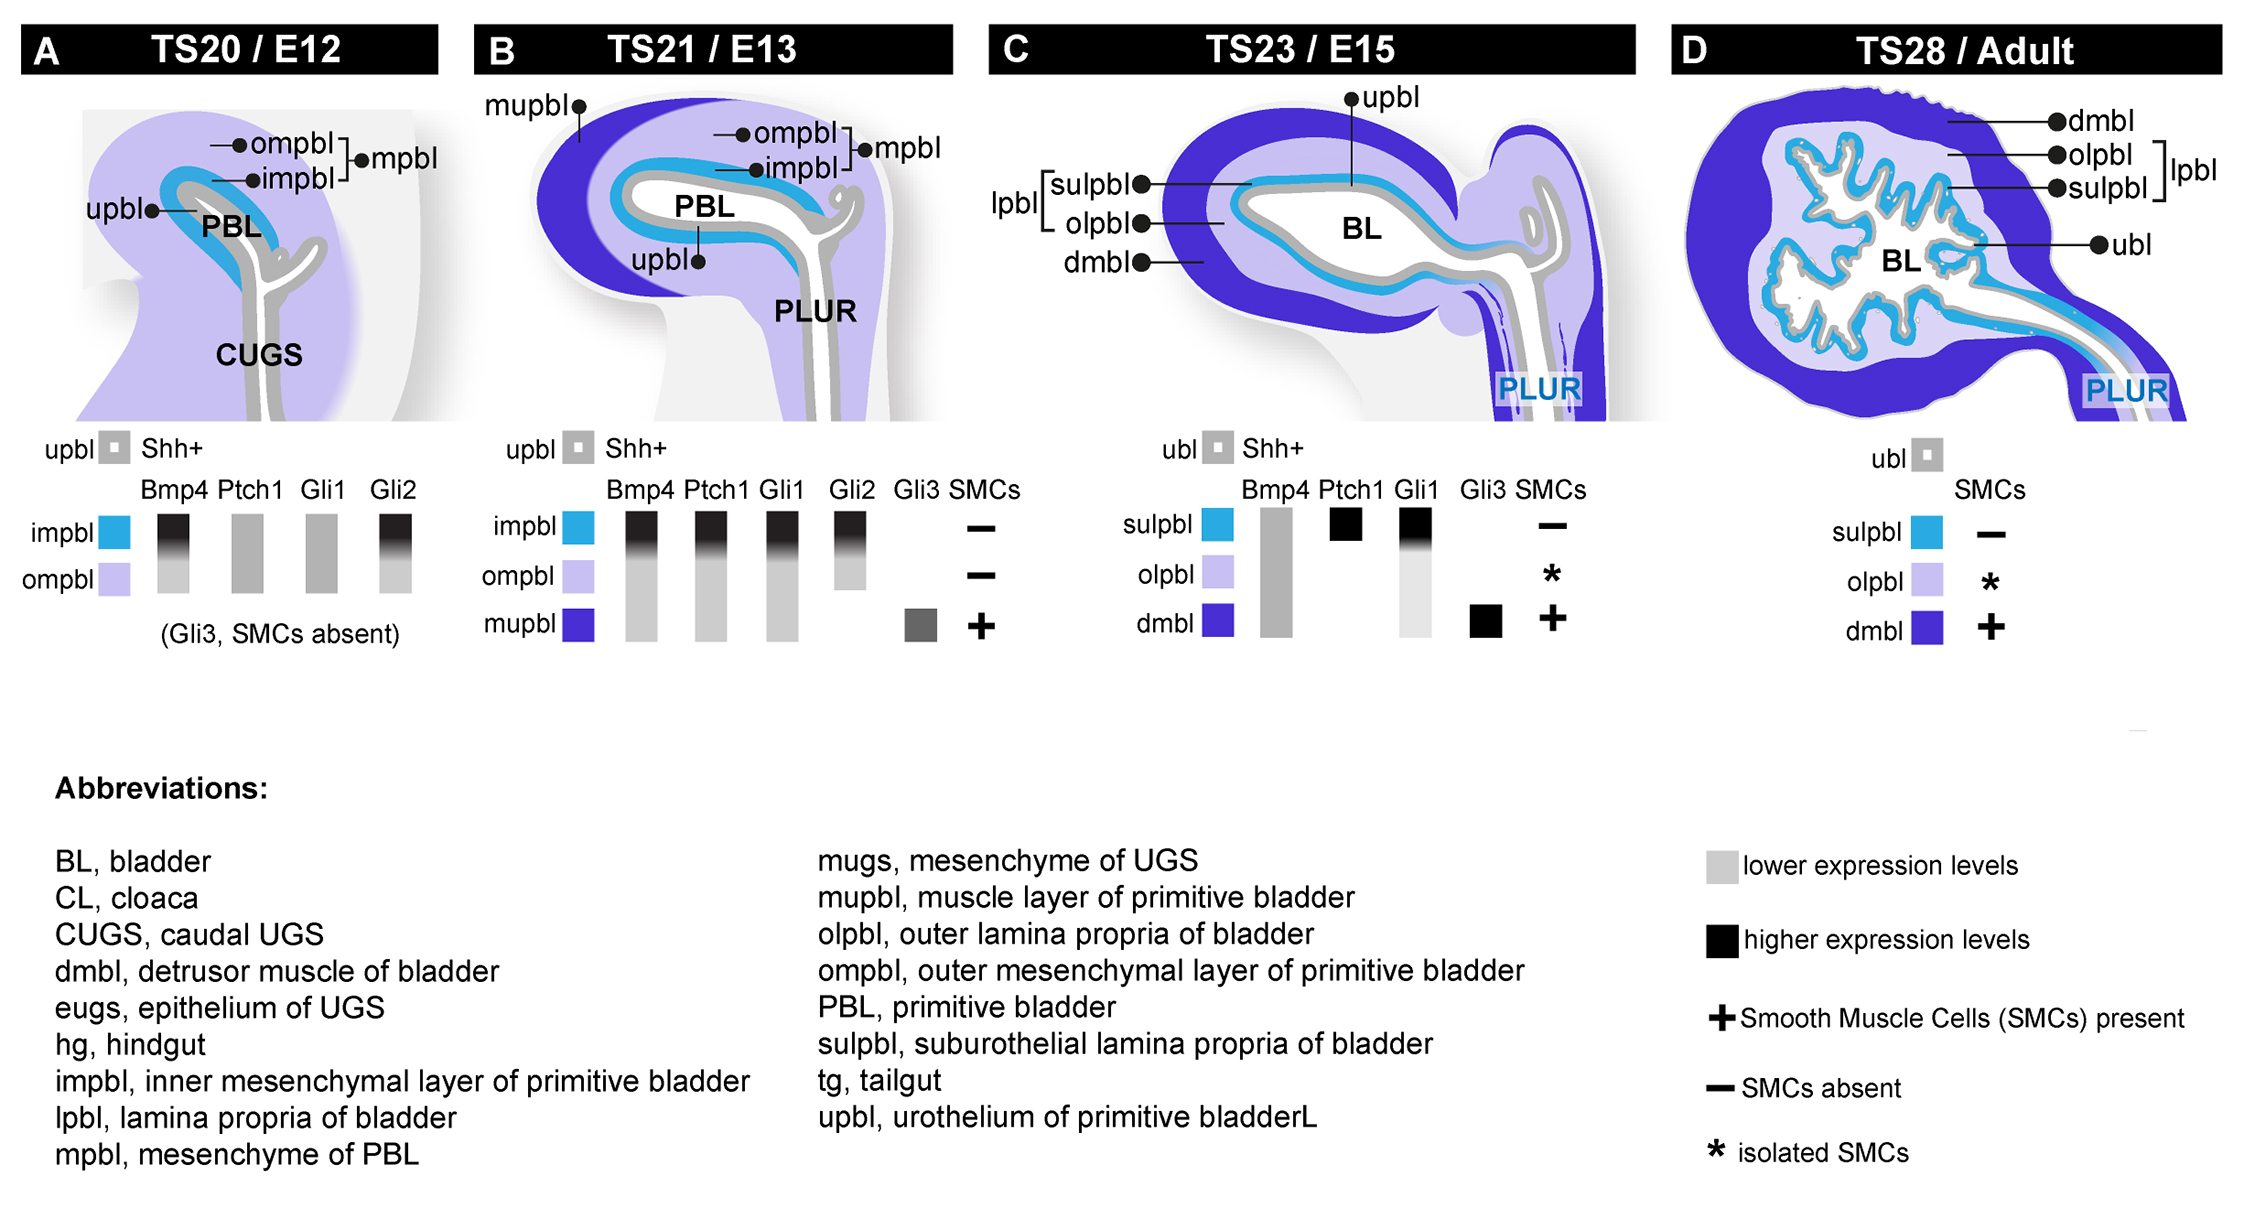 A TS20 / E12
ompbl
impbl
mpbl
upbl
PBL
CUGS
upbl Shh+
Bmp4 Ptch1 Gli1 Gli2
impbl
ompbl
(Gli3, SMCs absent)
B TS21 / E13
mupbl
ompbl
impbl
mpbl
PBL
upbl
PLUR
upbl Shh+
Bmp4 Ptch1 Gli1 Gli2 Gli3 SMCs
impbl −
ompbl −
mupbl +
C TS23 / E15
upbl
sulpbl
lpbl
olpbl
dmbl
BL
PLUR
ubl Shh+
Bmp4 Ptch1 Gli1 Gli3 SMCs
sulpbl −
olpbl *
dmbl +
D TS28 / Adult
dmbl
olpbl
lpbl
sulpbl
ubl
BL
PLUR
ubl
SMCs
sulpbl −
olpbl *
dmbl +
Abbreviations:
BL, bladder
CL, cloaca
CUGS, caudal UGS
dmbl, detrusor muscle of bladder
eugs, epithelium of UGS
hg, hindgut
impbl, inner mesenchymal layer of primitive bladder
lpbl, lamina propria of bladder
mpbl, mesenchyme of PBL
mugs, mesenchyme of UGS
mupbl, muscle layer of primitive bladder
olpbl, outer lamina propria of bladder
ompbl, outer mesenchymal layer of primitive bladder
PBL, primitive bladder
sulpbl, suburothelial lamina propria of bladder
tg, tailgut
upbl, urothelium of primitive bladderL
lower expression levels
higher expression levels
+ Smooth Muscle Cells (SMCs) present
− SMCs absent
* isolated SMCs